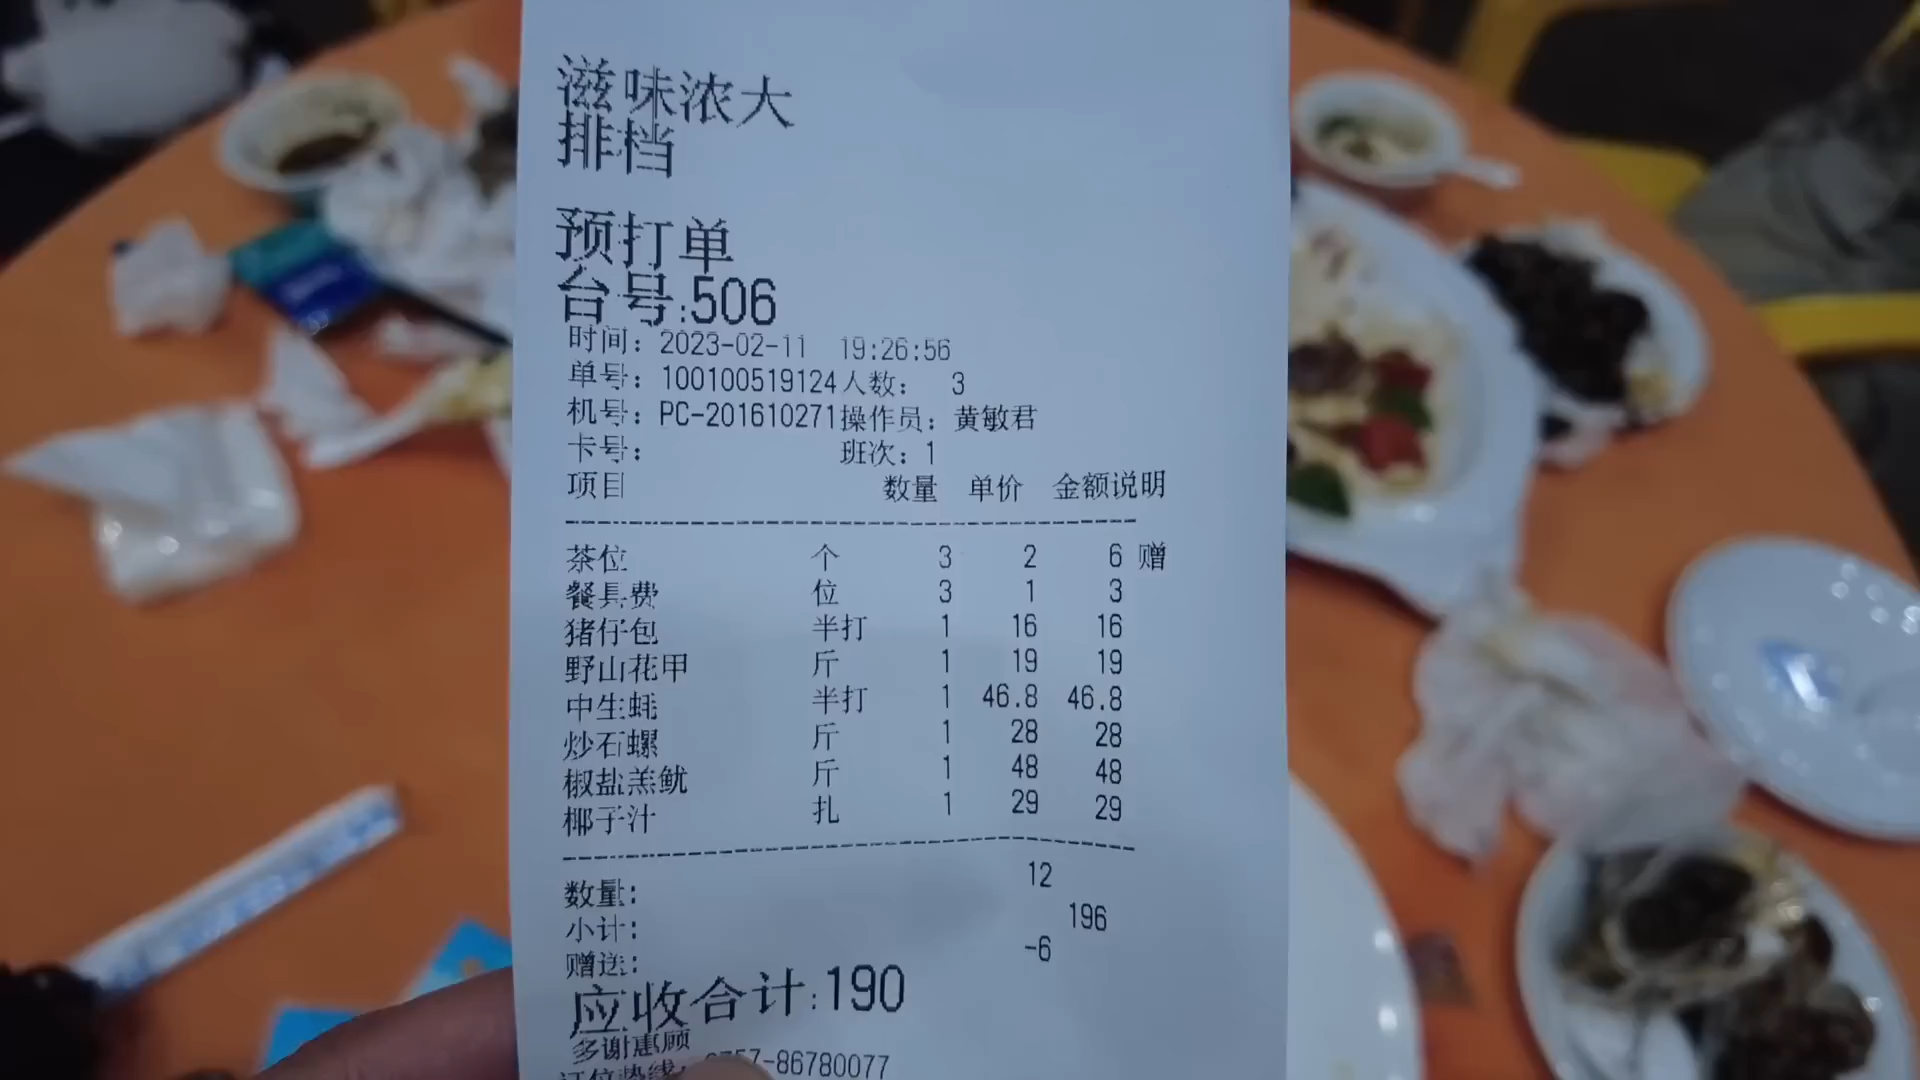 滋味浓大
排档
预打单
台号:506
时间: 2023-02-11 19:26:56
单号: 100100519124 人数: 3
机号: PC-201610271 操作员: 黄敏君
卡号: 班次: 1
项目 数量 单价 金额说明
茶位 个 3 2 6 赠
餐具费 位 3 1 3
猪仔包 半打 1 16 16
野山花甲 斤 1 19 19
中生蚝 半打 1 46.8 46.8
炒石螺 斤 1 28 28
椒盐羔鱿 斤 1 48 48
椰子汁 扎 1 29 29
数量: 12
小计: 196
赠送: -6
应收合计:190
多谢惠顾
订位热线: 0757-86780077